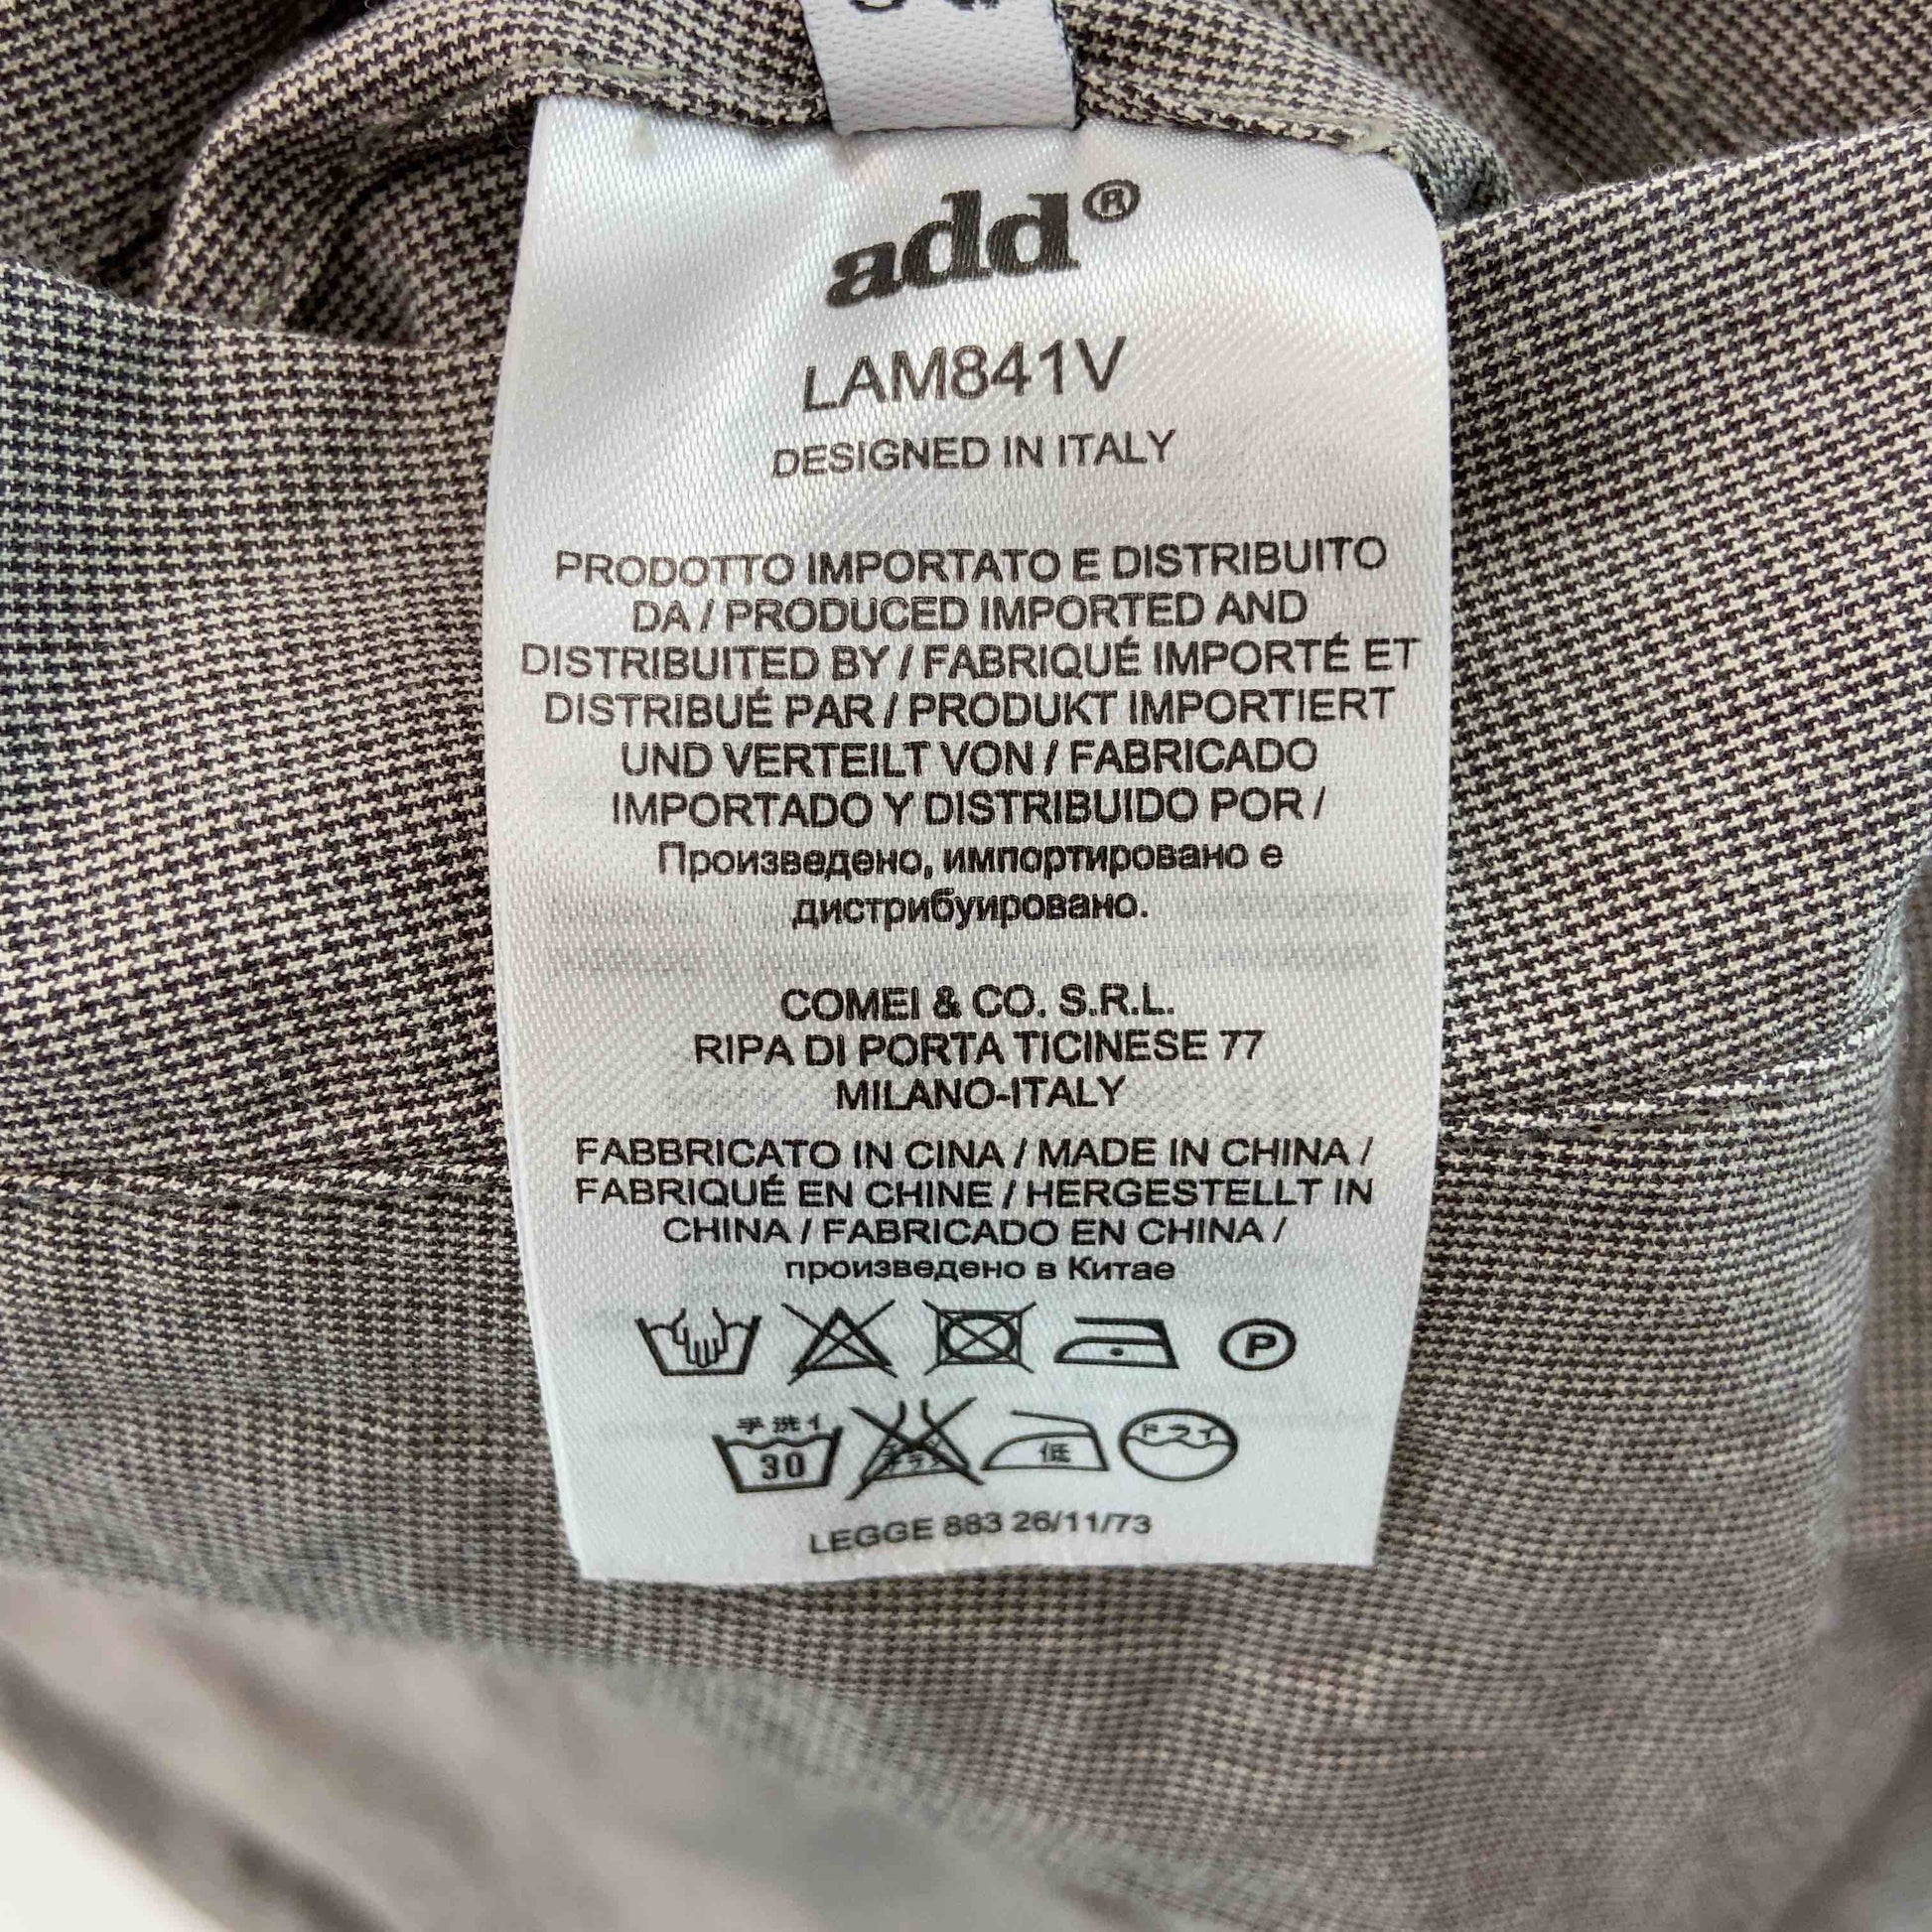 add®
LAM841V
DESIGNED IN ITALY
PRODOTTO IMPORTATO E DISTRIBUITO
DA / PRODUCED IMPORTED AND
DISTRIBUITED BY / FABRIQUÉ IMPORTÉ ET
DISTRIBUÉ PAR / PRODUKT IMPORTIERT
UND VERTEILT VON / FABRICADO
IMPORTADO Y DISTRIBUIDO POR /
Произведено, импортировано е
дистрибуировано.
COMEI & CO. S.R.L.
RIPA DI PORTA TICINESE 77
MILANO-ITALY
FABBRICATO IN CINA / MADE IN CHINA /
FABRIQUÉ EN CHINE / HERGESTELLT IN
CHINA / FABRICADO EN CHINA /
произведено в Китае
P
手洗イ
30 低 ドライ
LEGGE 883 26/11/73